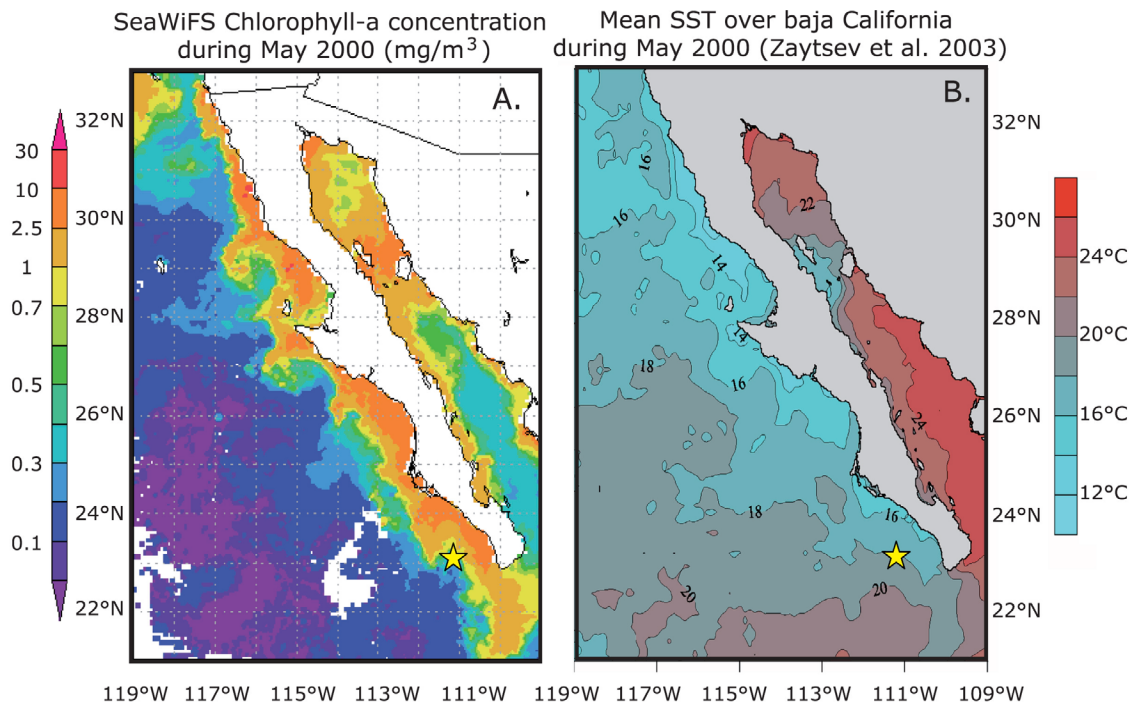 SeaWiFS Chlorophyll-a concentration
during May 2000 (mg/m³)
Mean SST over baja California
during May 2000 (Zaytsev et al. 2003)
A.
30
10
2.5
1
0.7
0.5
0.3
0.1
32°N
30°N
28°N
26°N
24°N
22°N
119°W
117°W
115°W
113°W
111°W
B.
16
16
22
14
14
18
16
24
18
16
20
20
32°N
30°N
28°N
26°N
24°N
22°N
24°C
20°C
16°C
12°C
119°W
117°W
115°W
113°W
111°W
109°W